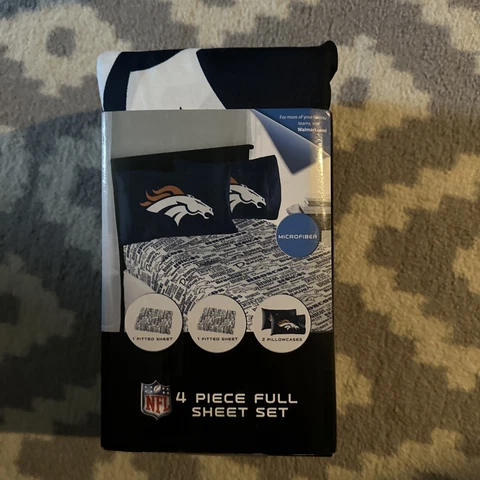 For more of your favorite
teams, visit
Walmart.com
MICROFIBER
1 FITTED SHEET
1 FITTED SHEET
2 PILLOWCASES
NFL
4 PIECE FULL
SHEET SET